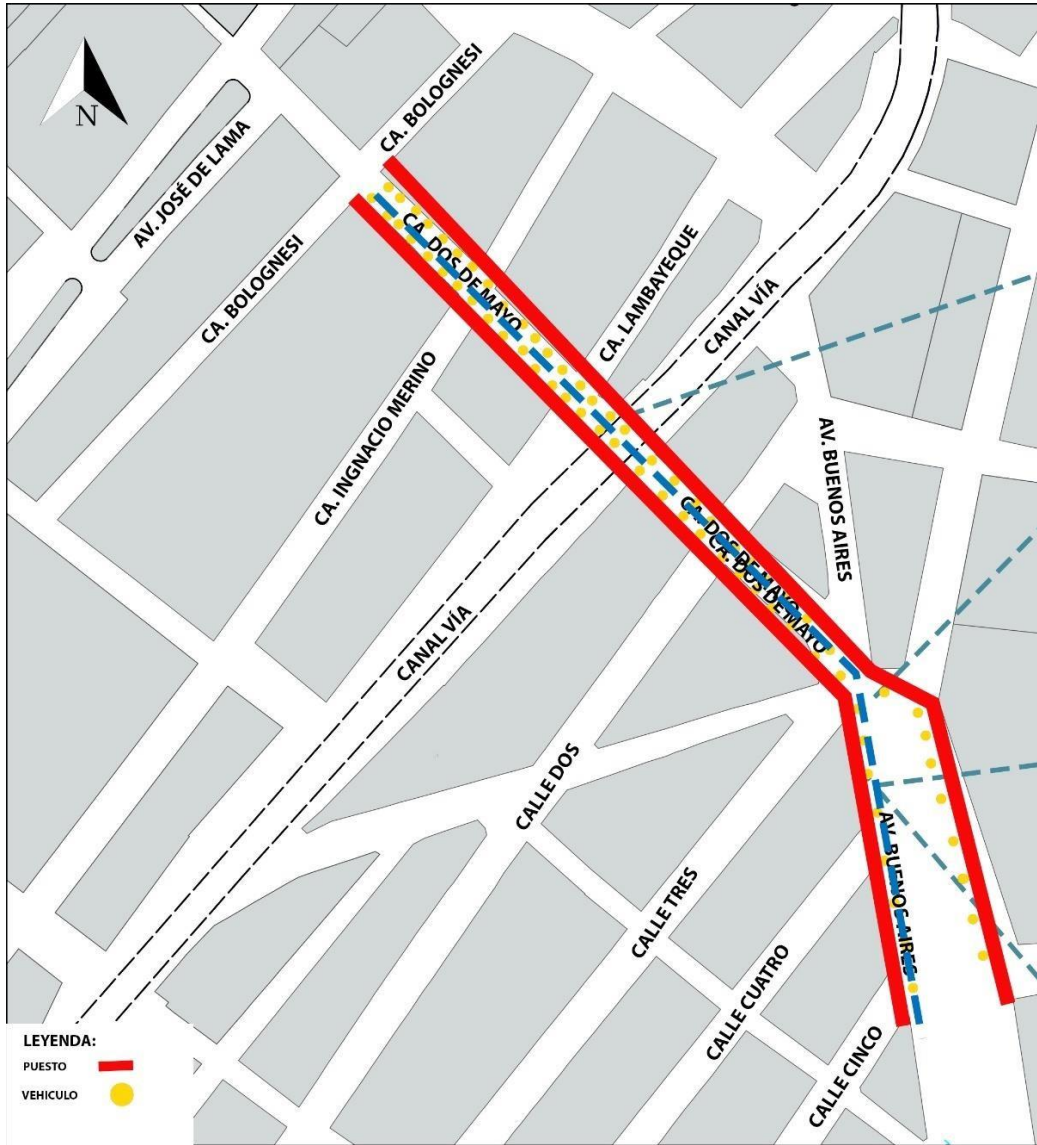 N
CA. BOLOGNESI
AV. JOSÉ DE LAMA
CA. BOLOGNESI
CA. DOS DE MAYO
CA. LAMBAYEQUE
CANAL VÍA
CA. INGNACIO MERINO
AV. BUENOS AIRES
CA. DOS DE MAYO
CA. DOS DE MAYO
CANAL VÍA
CALLE DOS
AV. BUENOS AIRES
CALLE TRES
CALLE CUATRO
CALLE CINCO
LEYENDA:
PUESTO
VEHICULO